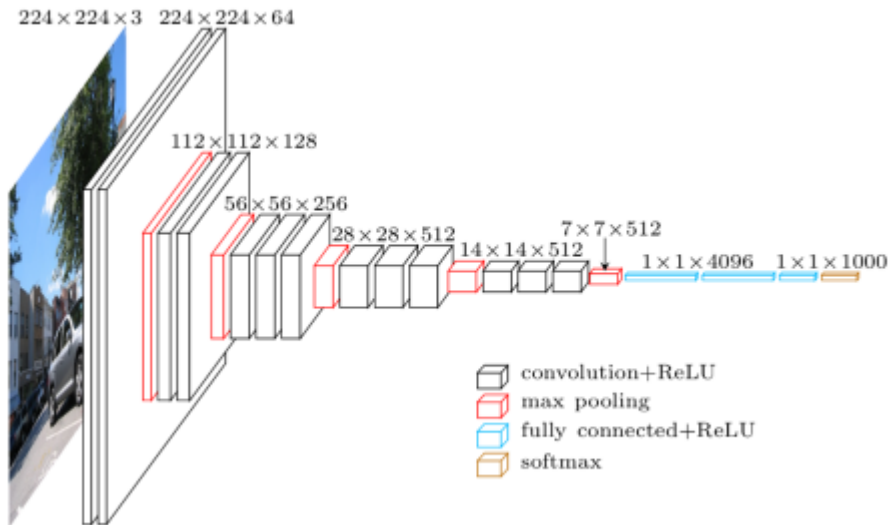 224×224×3
224×224×64
112×112×128
56×56×256
28×28×512
14×14×512
7×7×512
1×1×4096
1×1×1000
convolution+ReLU
max pooling
fully connected+ReLU
softmax